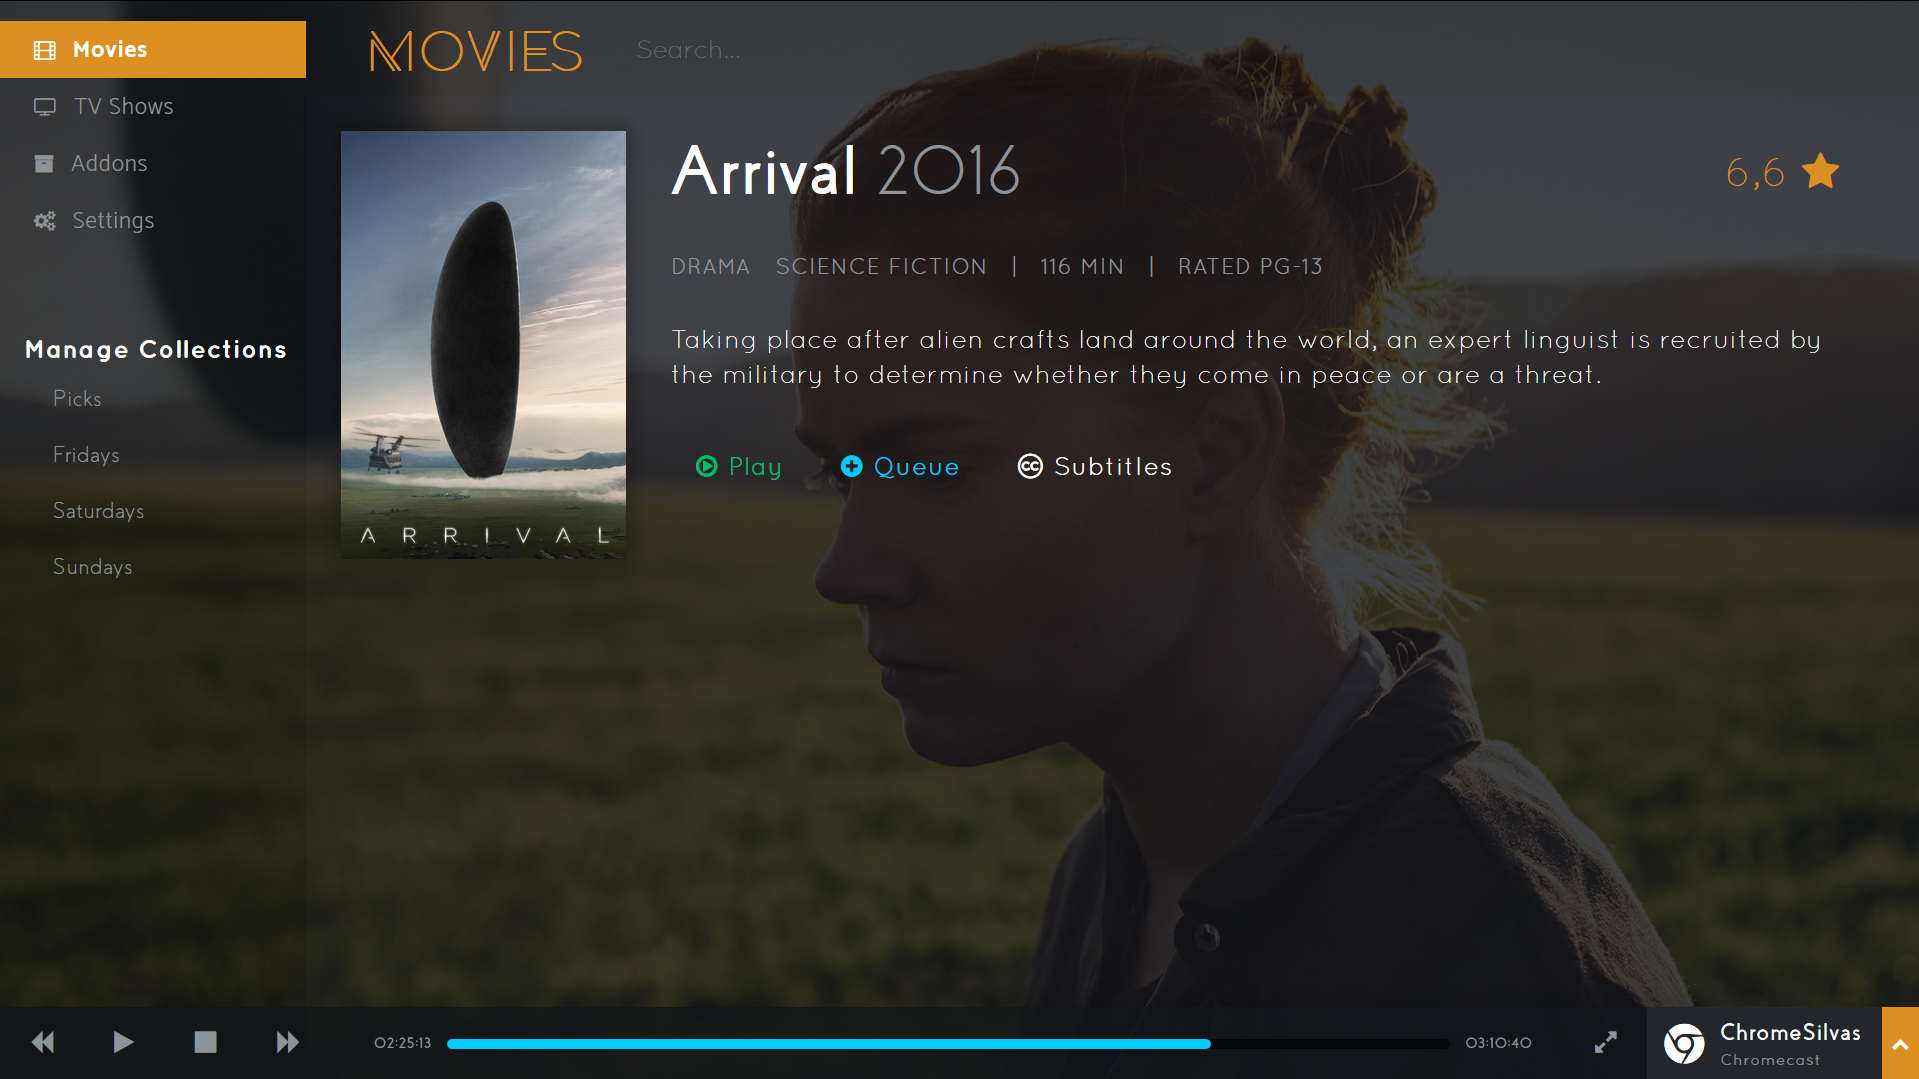 Movies
TV Shows
Addons
Settings
Manage Collections
Picks
Fridays
Saturdays
Sundays
MOVIES
Search...
ARRIVAL
Arrival 2016
6,6
DRAMA SCIENCE FICTION | 116 MIN | RATED PG-13
Taking place after alien crafts land around the world, an expert linguist is recruited by
the military to determine whether they come in peace or are a threat.
Play
Queue
CC Subtitles
02:25:13
03:10:40
ChromeSilvas
Chromecast